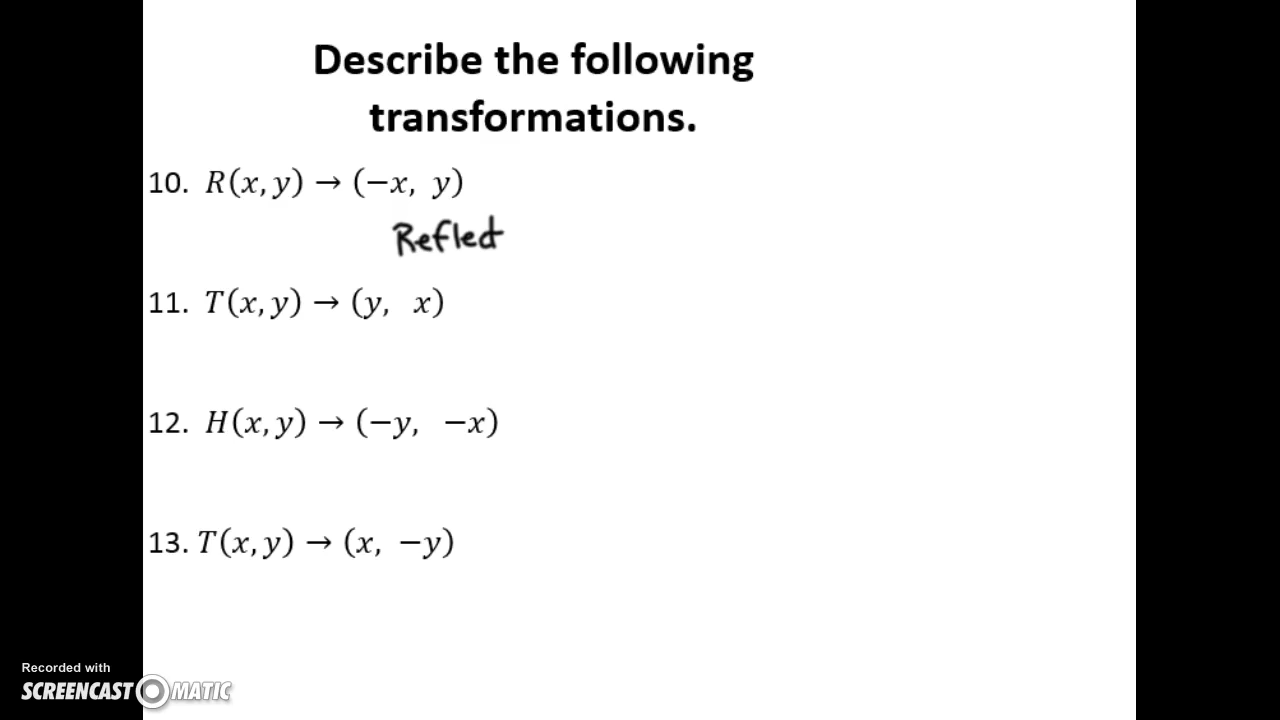 Describe the following
transformations.
10. R(x, y) → (−x, y)
Reflect
11. T(x, y) → (y, x)
12. H(x, y) → (−y, −x)
13. T(x, y) → (x, −y)
Recorded with
SCREENCAST O MATIC